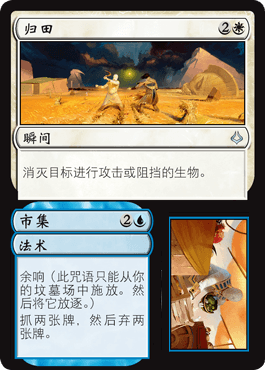 归田 2
瞬间
消灭目标进行攻击或阻挡的生物。
市集 2
法术
余响（此咒语只能从你
的坟墓场中施放。然
后将它放逐。）
抓两张牌，然后弃两
张牌。